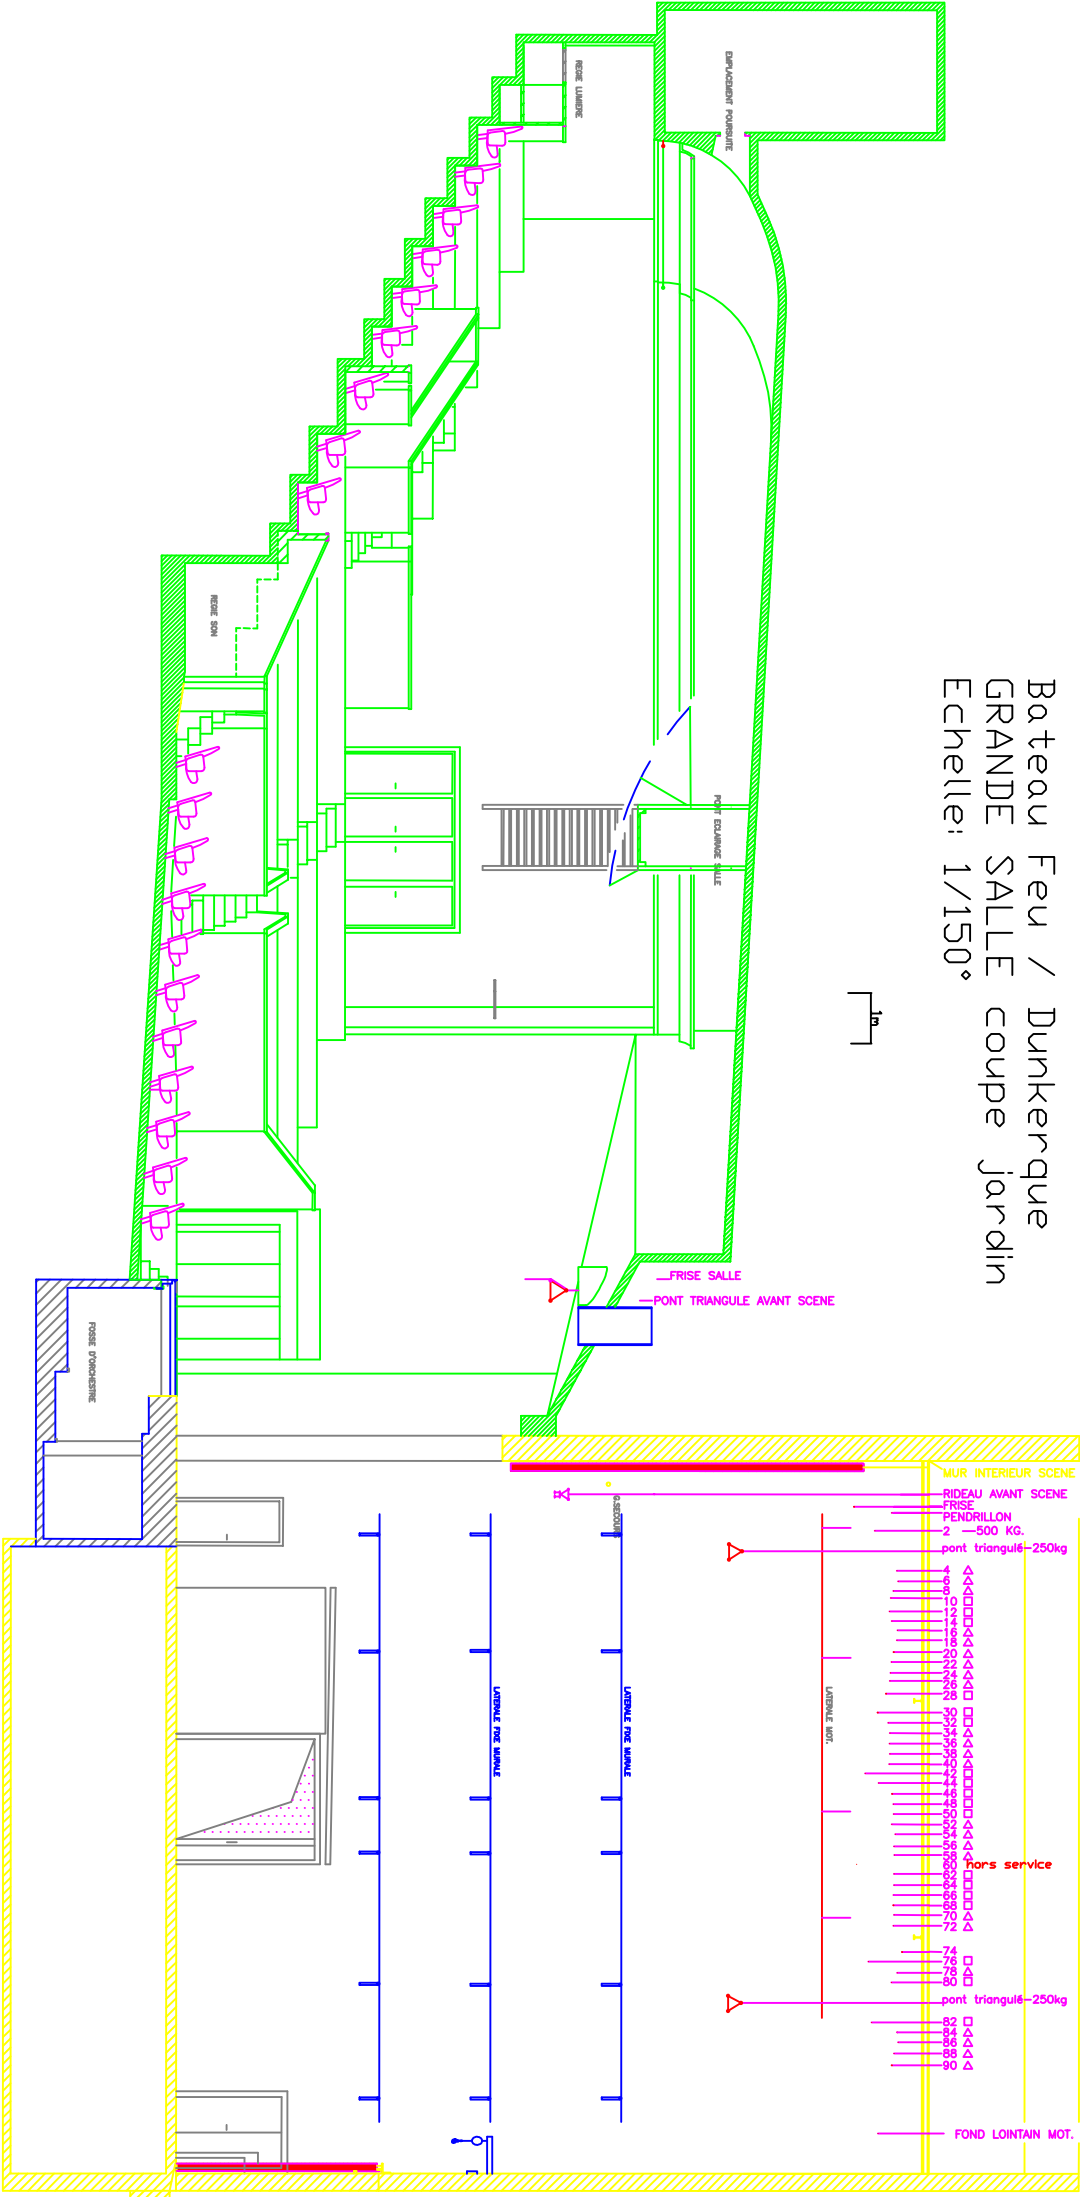 Bateau Feu / Dunkerque
GRANDE SALLE coupe jardin
Echelle: 1/150°
1m
EMPLACEMENT POURSUITE
REGIE LUMIERE
REGIE SON
PONT ECLAIRAGE SALLE
FRISE SALLE
PONT TRIANGULE AVANT SCENE
FOSSE D'ORCHESTRE
MUR INTERIEUR SCENE
RIDEAU AVANT SCENE
FRISE
PENDRILLON
2 -500 KG.
pont triangulé-250kg
4
6
8
10
12
14
16
18
20
22
24
26
28
30
32
34
36
38
40
42
44
46
48
50
52
54
56
58
60 hors service
62
64
66
68
70
72
74
76
78
80
pont triangulé-250kg
82
84
86
88
90
FOND LOINTAIN MOT.
G.SECOURS
LATERALE FIXE MURALE
LATERALE FIXE MURALE
LATERALE MOT.